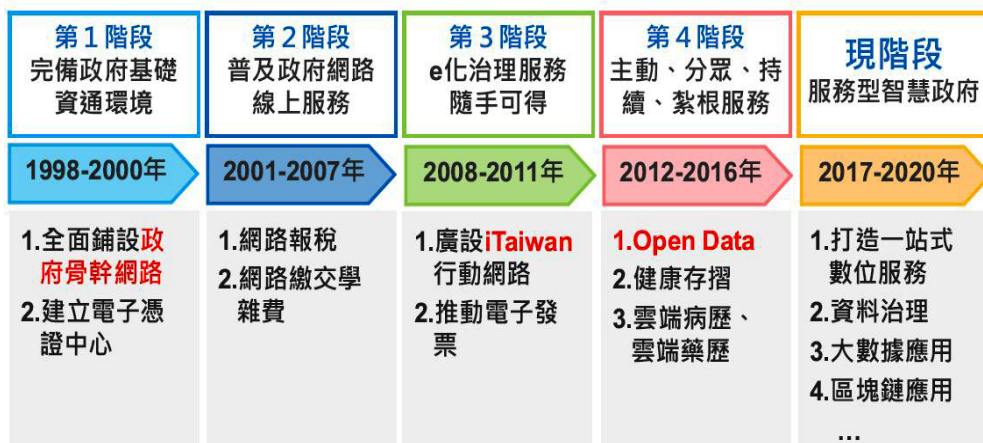 第1階段
完備政府基礎
資通環境
1998-2000年
1.全面鋪設政
府骨幹網路
2.建立電子憑
證中心
第2階段
普及政府網路
線上服務
2001-2007年
1.網路報稅
2.網路繳交學
雜費
第3階段
e化治理服務
隨手可得
2008-2011年
1.廣設iTaiwan
行動網路
2.推動電子發
票
第4階段
主動、分眾、持
續、紮根服務
2012-2016年
1.Open Data
2.健康存摺
3.雲端病歷、
雲端藥歷
現階段
服務型智慧政府
2017-2020年
1.打造一站式
數位服務
2.資料治理
3.大數據應用
4.區塊鏈應用
...